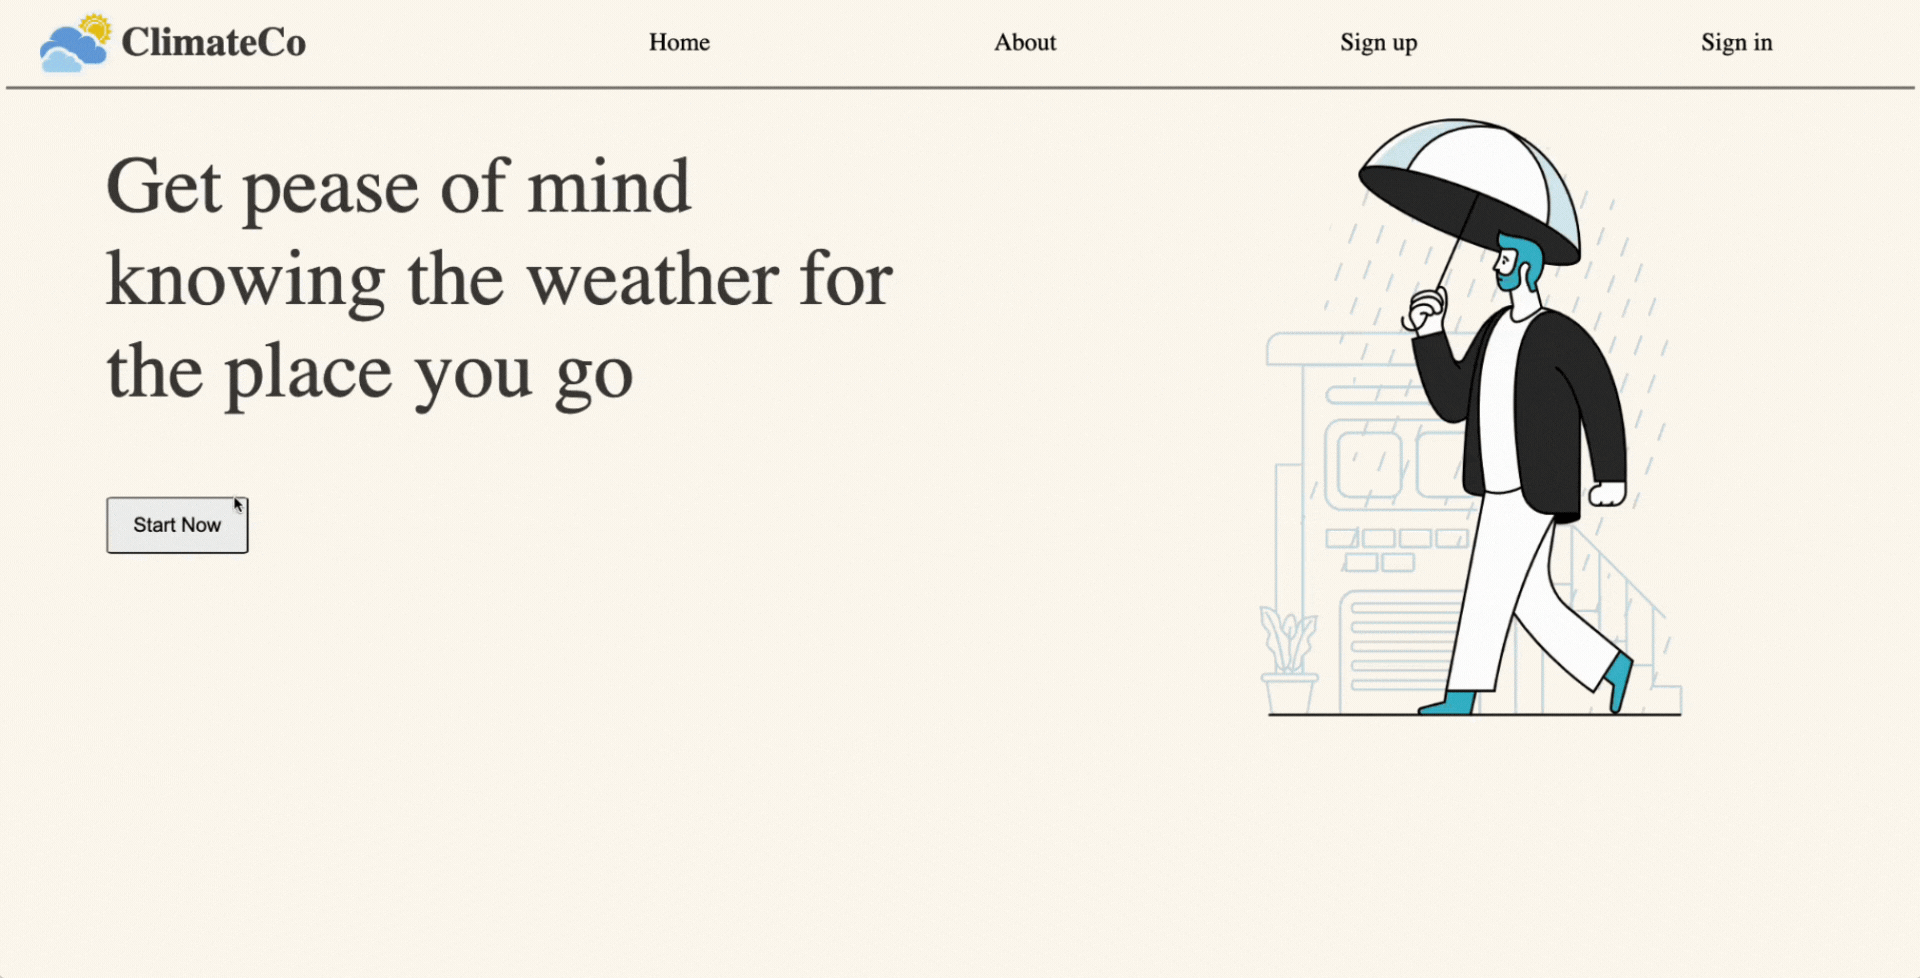 ClimateCo
Home
About
Sign up
Sign in
Get pease of mind
knowing the weather for
the place you go
Start Now